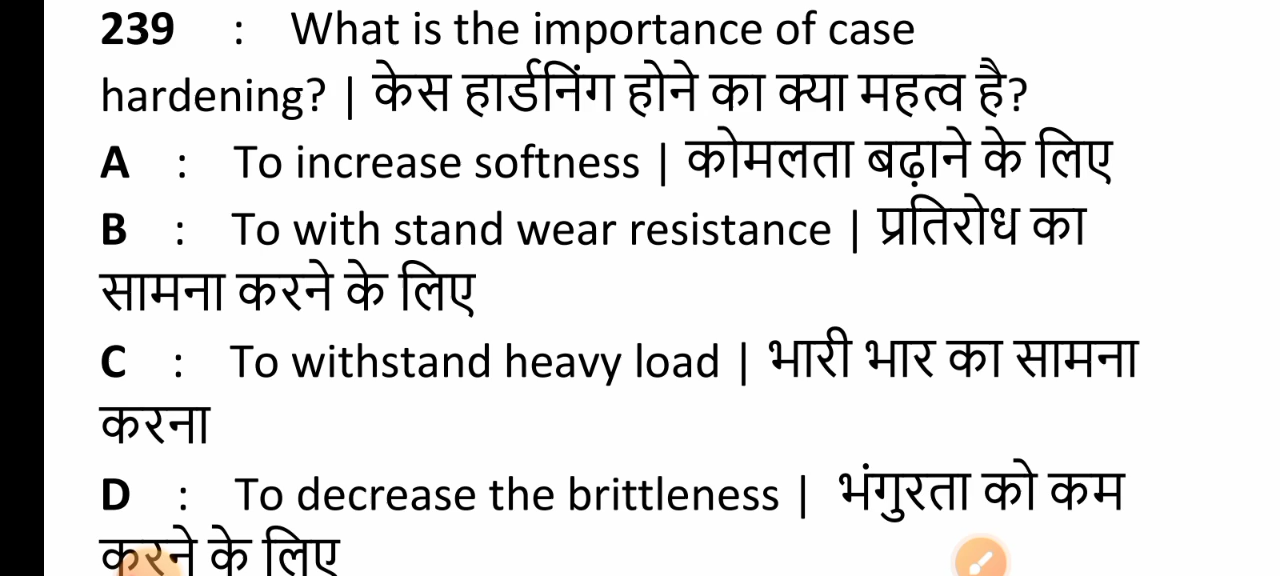 239 : What is the importance of case
hardening? | केस हार्डनिंग होने का क्या महत्व है?
A : To increase softness | कोमलता बढ़ाने के लिए
B : To with stand wear resistance | प्रतिरोध का
सामना करने के लिए
C : To withstand heavy load | भारी भार का सामना
करना
D : To decrease the brittleness | भंगुरता को कम
करने के लिए